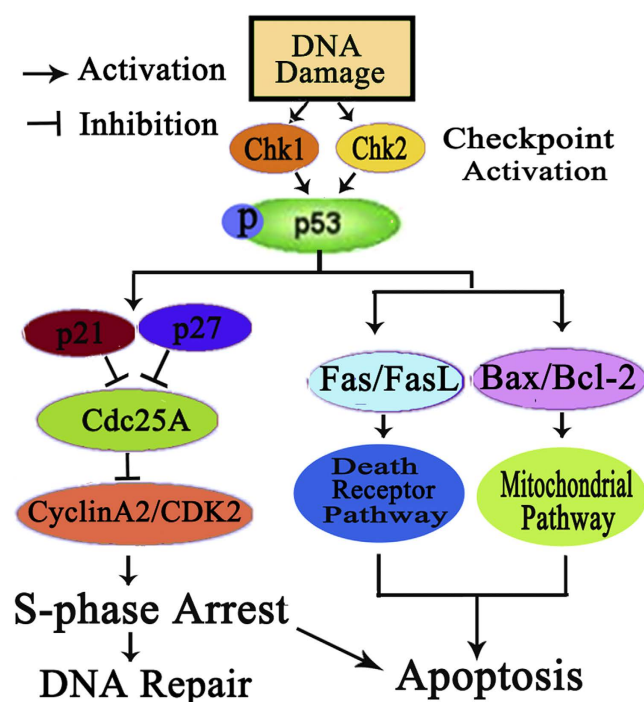 DNA
Damage
Activation
Inhibition
Chk1
Chk2
Checkpoint
Activation
p
p53
p21
p27
Fas/FasL
Bax/Bcl-2
Cdc25A
Death
Receptor
Pathway
Mitochondrial
Pathway
CyclinA2/CDK2
S-phase Arrest
DNA Repair
Apoptosis